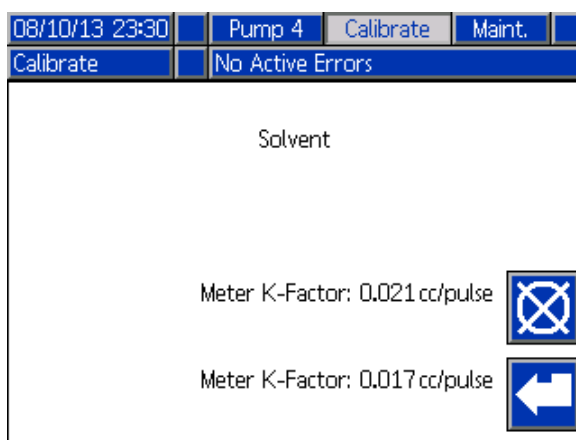 08/10/13 23:30 Pump 4 Calibrate Maint.
Calibrate No Active Errors
Solvent
Meter K-Factor: 0.021 cc/pulse
Meter K-Factor: 0.017 cc/pulse